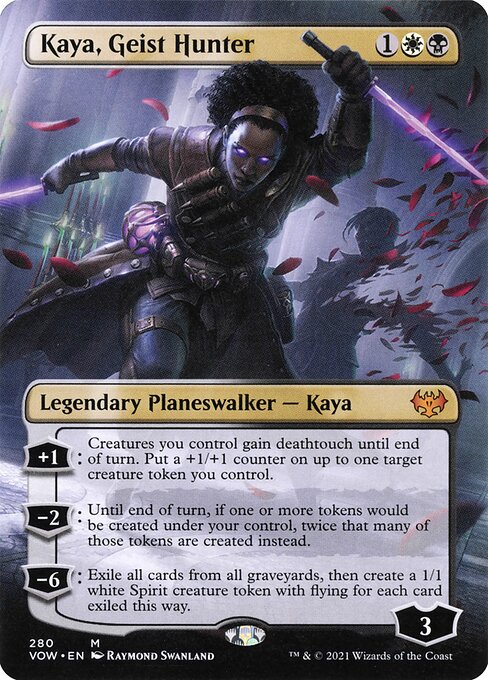 Kaya, Geist Hunter 1
Legendary Planeswalker — Kaya
+1 : Creatures you control gain deathtouch until end
of turn. Put a +1/+1 counter on up to one target
creature token you control.
-2 : Until end of turn, if one or more tokens would
be created under your control, twice that many of
those tokens are created instead.
-6 : Exile all cards from all graveyards, then create a 1/1
white Spirit creature token with flying for each card
exiled this way.
3
280 M
VOW • EN RAYMOND SWANLAND
™ & © 2021 Wizards of the Coast